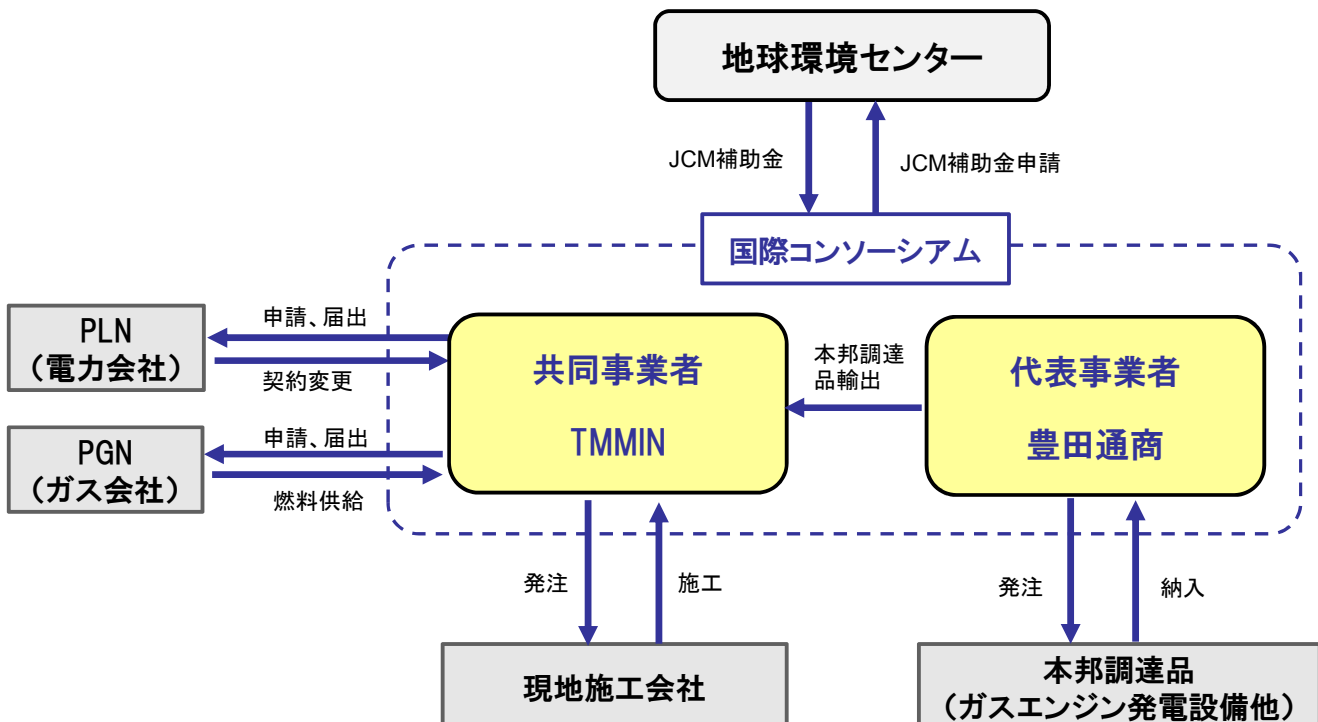 地球環境センター
JCM補助金
JCM補助金申請
国際コンソーシアム
PLN
（電力会社）
申請、届出
契約変更
PGN
（ガス会社）
申請、届出
燃料供給
共同事業者
TMMIN
本邦調達
品輸出
代表事業者
豊田通商
発注
施工
発注
納入
現地施工会社
本邦調達品
（ガスエンジン発電設備他）